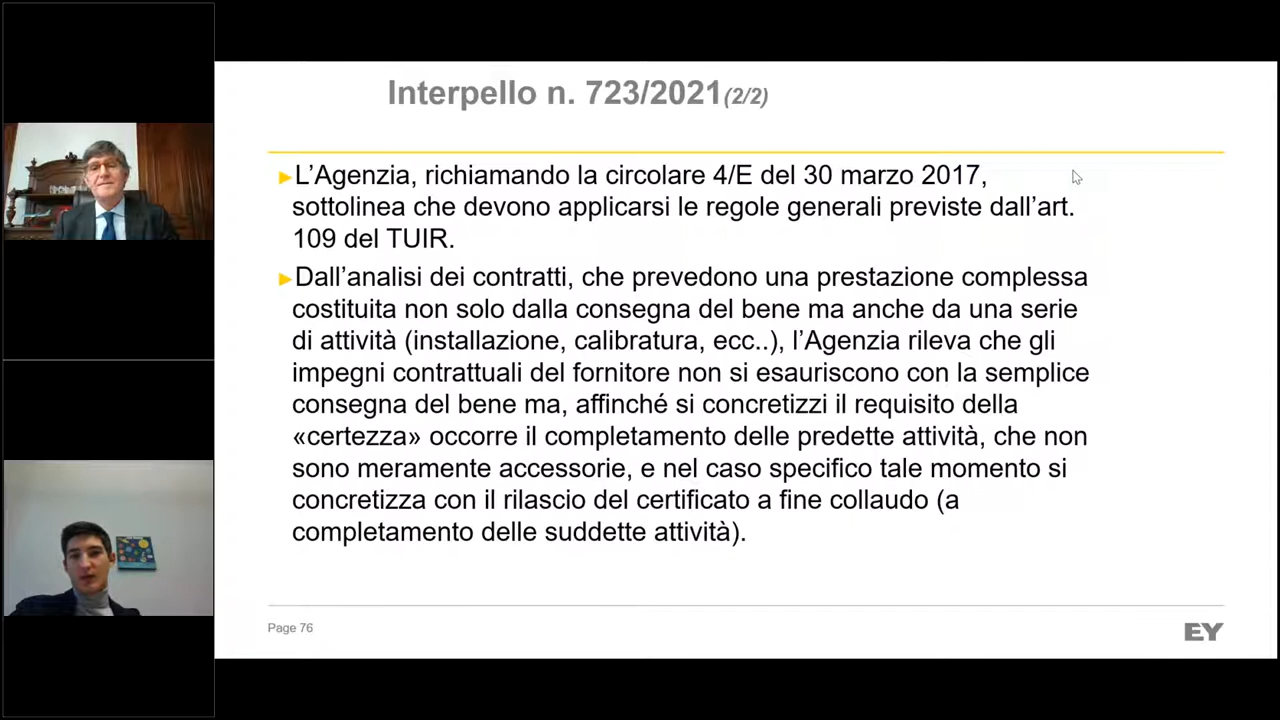 Interpello n. 723/2021(2/2)
►L’Agenzia, richiamando la circolare 4/E del 30 marzo 2017,
sottolinea che devono applicarsi le regole generali previste dall’art.
109 del TUIR.
►Dall’analisi dei contratti, che prevedono una prestazione complessa
costituita non solo dalla consegna del bene ma anche da una serie
di attività (installazione, calibratura, ecc..), l’Agenzia rileva che gli
impegni contrattuali del fornitore non si esauriscono con la semplice
consegna del bene ma, affinché si concretizzi il requisito della
«certezza» occorre il completamento delle predette attività, che non
sono meramente accessorie, e nel caso specifico tale momento si
concretizza con il rilascio del certificato a fine collaudo (a
completamento delle suddette attività).
Page 76
EY